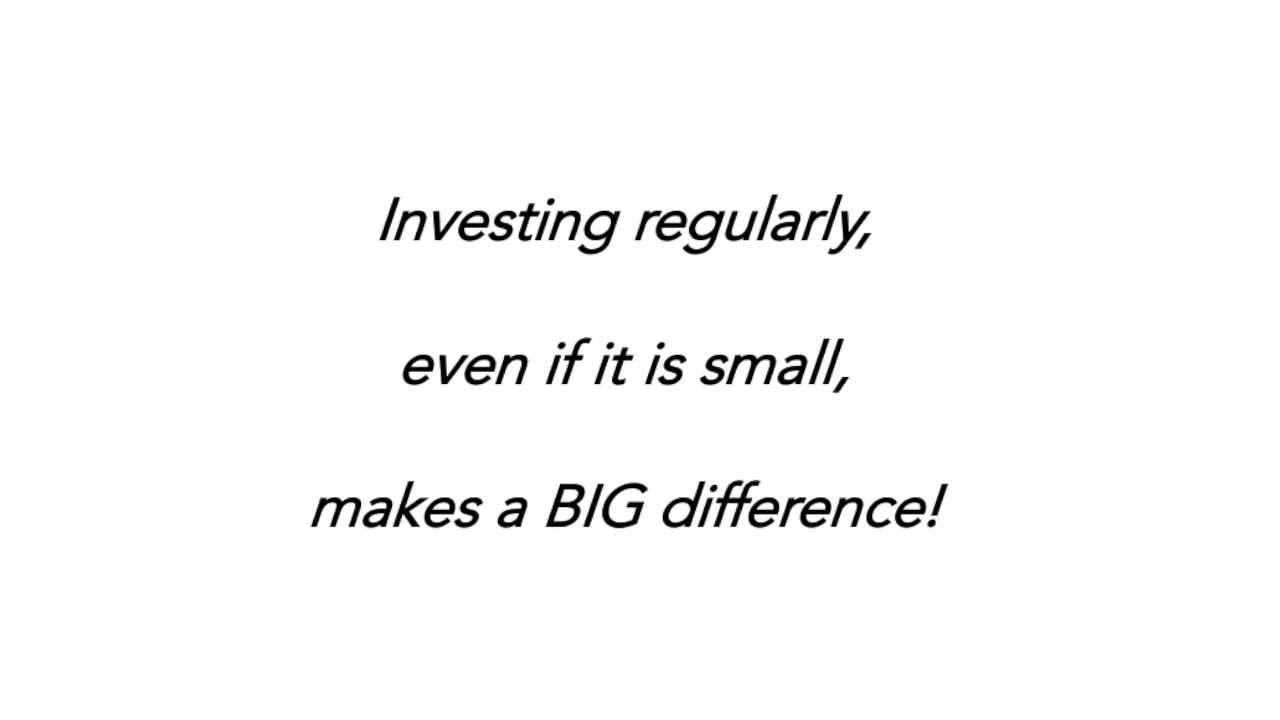 Investing regularly,
even if it is small,
makes a BIG difference!